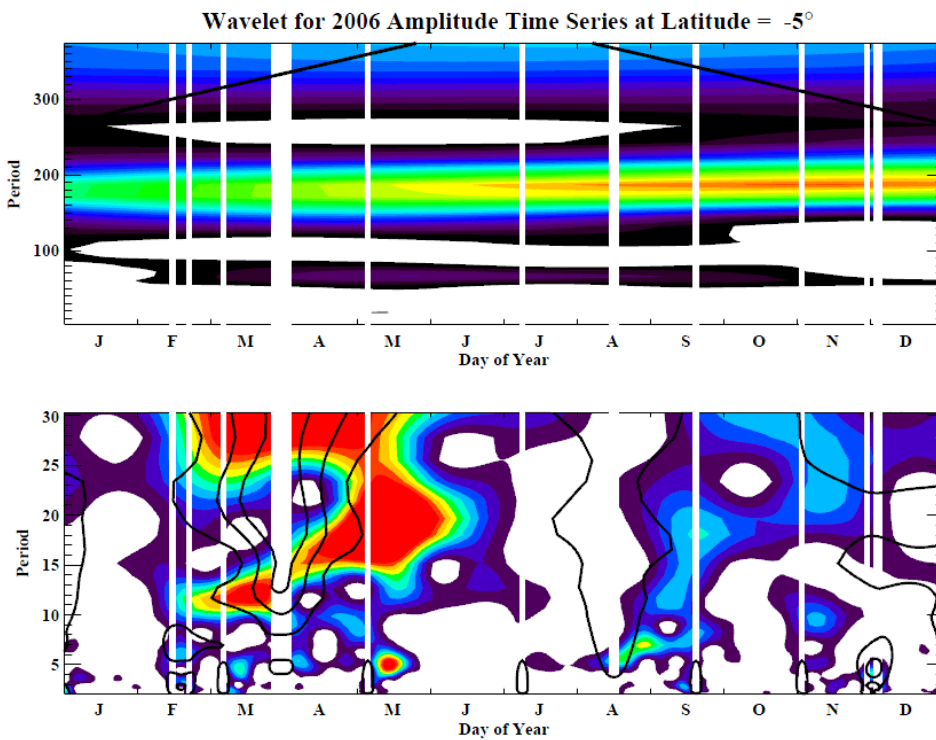 Wavelet for 2006 Amplitude Time Series at Latitude = -5°
300
200
100
Period
J F M A M J J A S O N D
Day of Year
30
25
20
15
10
5
Period
J F M A M J J A S O N D
Day of Year